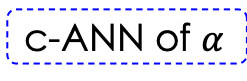 c-ANN of α